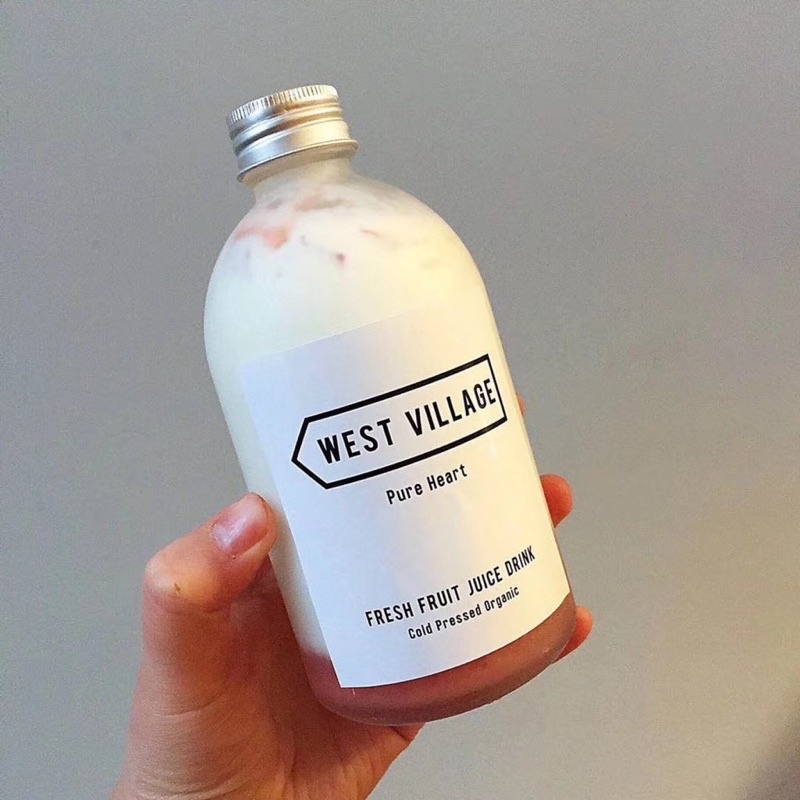 WEST VILLAGE
Pure Heart
FRESH FRUIT JUICE DRINK
Cold Pressed Organic